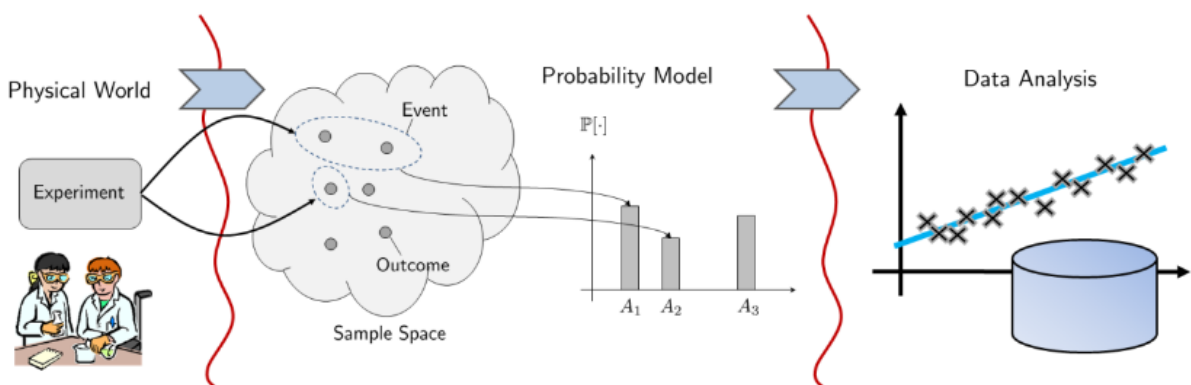 Physical World
Experiment
Event
Outcome
Sample Space
Probability Model
ℙ[·]
A₁ A₂ A₃
Data Analysis